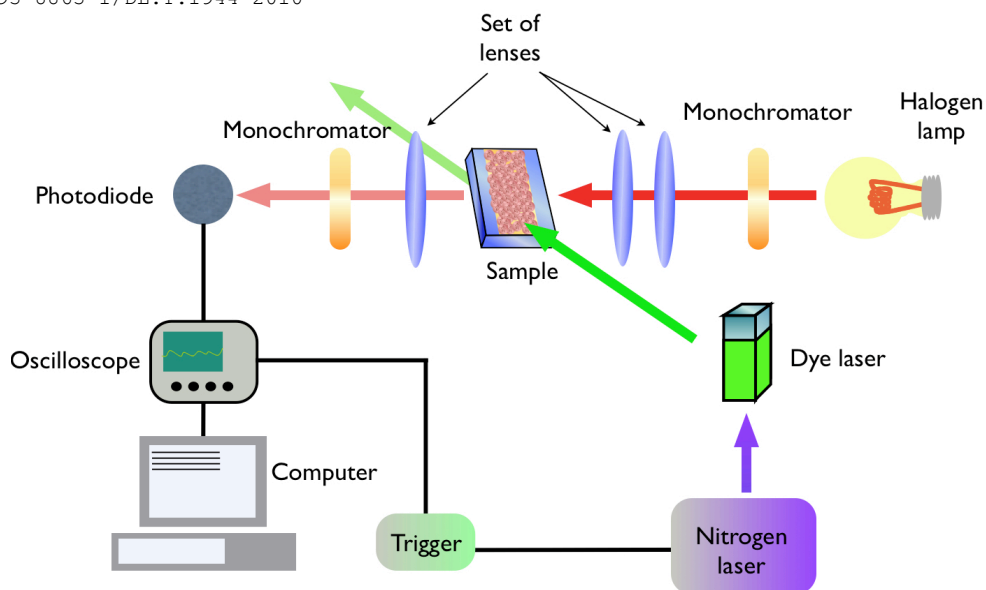 Set of
lenses
Monochromator
Monochromator
Halogen
lamp
Photodiode
Sample
Oscilloscope
Dye laser
Computer
Trigger
Nitrogen
laser